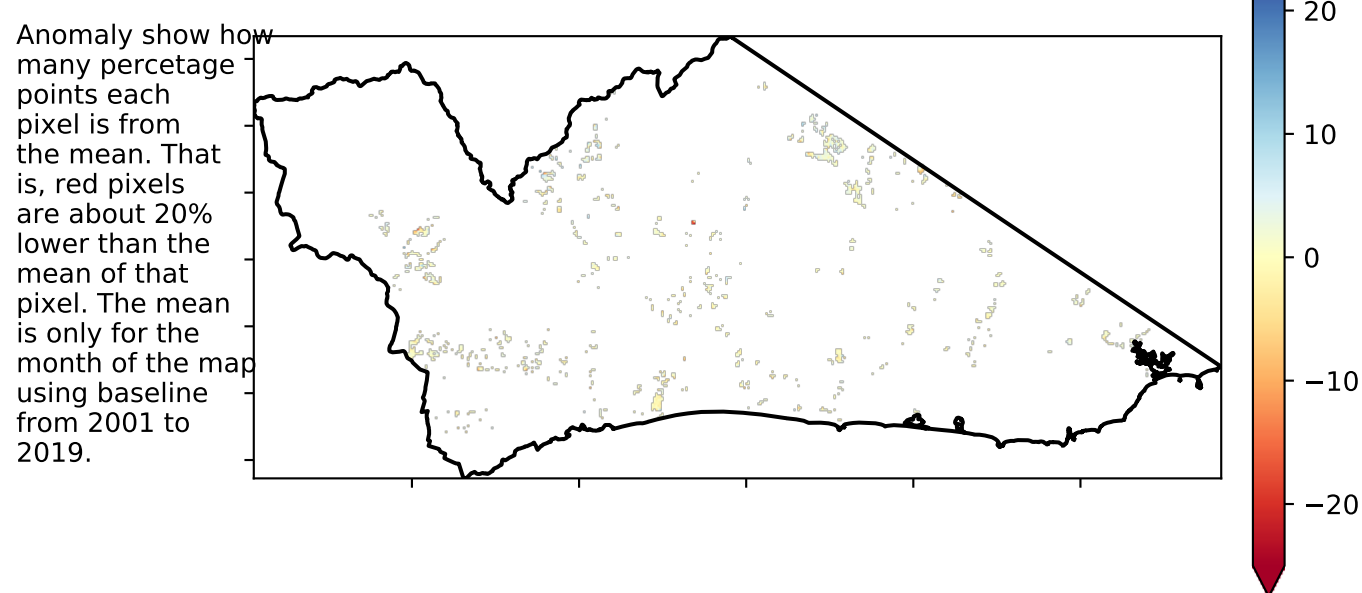 Anomaly show how
many percetage
points each
pixel is from
the mean. That
is, red pixels
are about 20%
lower than the
mean of that
pixel. The mean
is only for the
month of the map
using baseline
from 2001 to
2019.
20
10
0
−10
−20